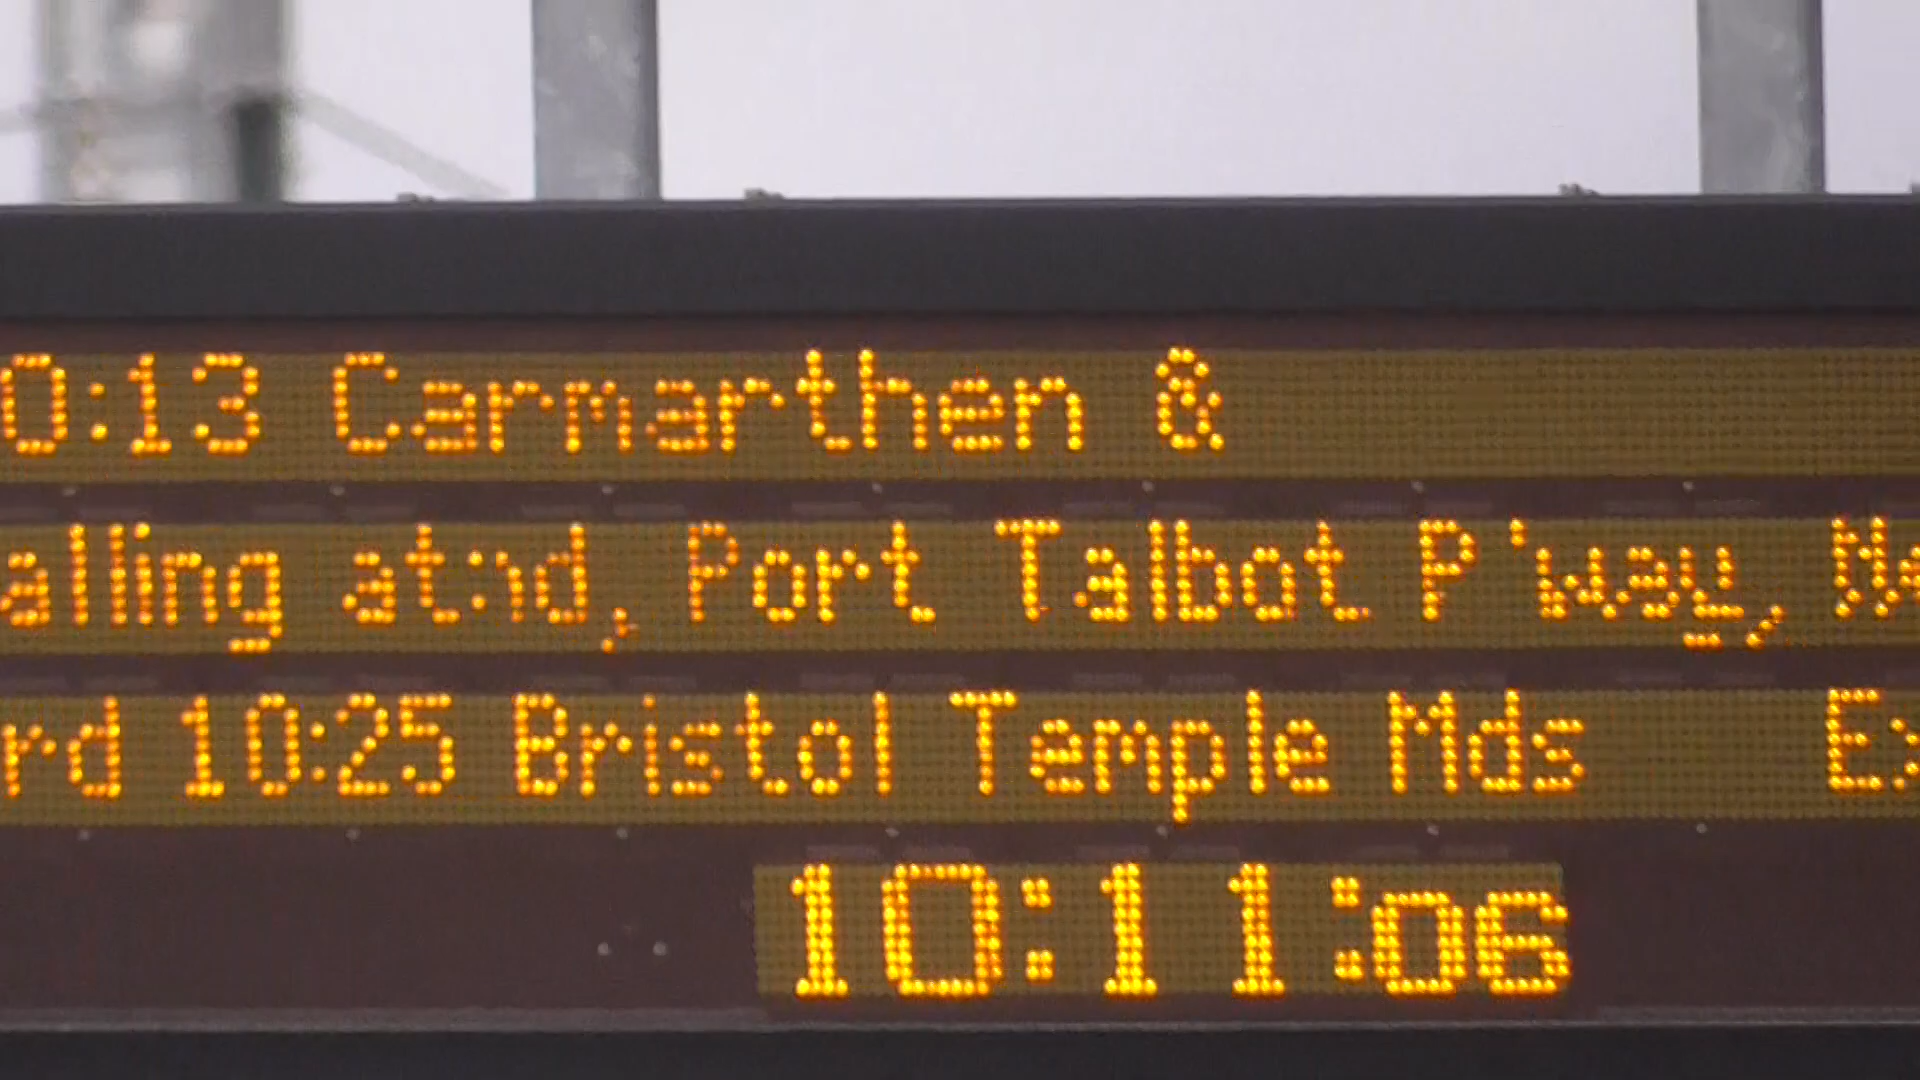 0:13 Carmarthen &
alling at: nd, Port Talbot P'way, Ne
rd 10:25 Bristol Temple Mds Ex
10:11:06